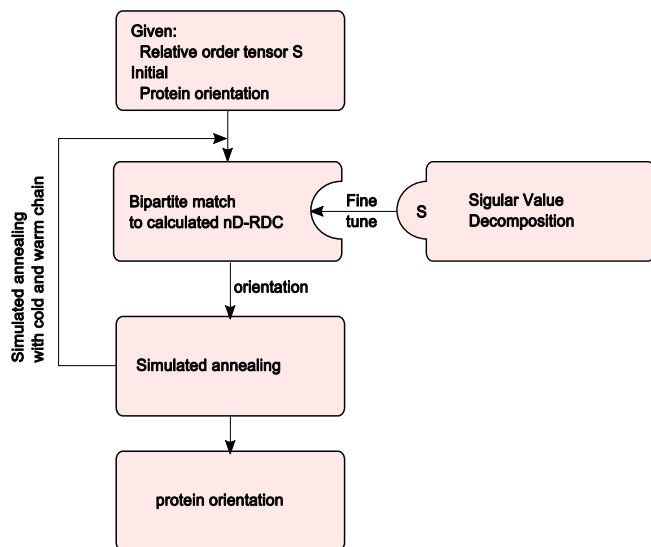 Given:
Relative order tensor S
Initial
Protein orientation
Simulated annealing
with cold and warm chain
Bipartite match
to calculated nD-RDC
Fine
tune
S
Sigular Value
Decomposition
orientation
Simulated annealing
protein orientation